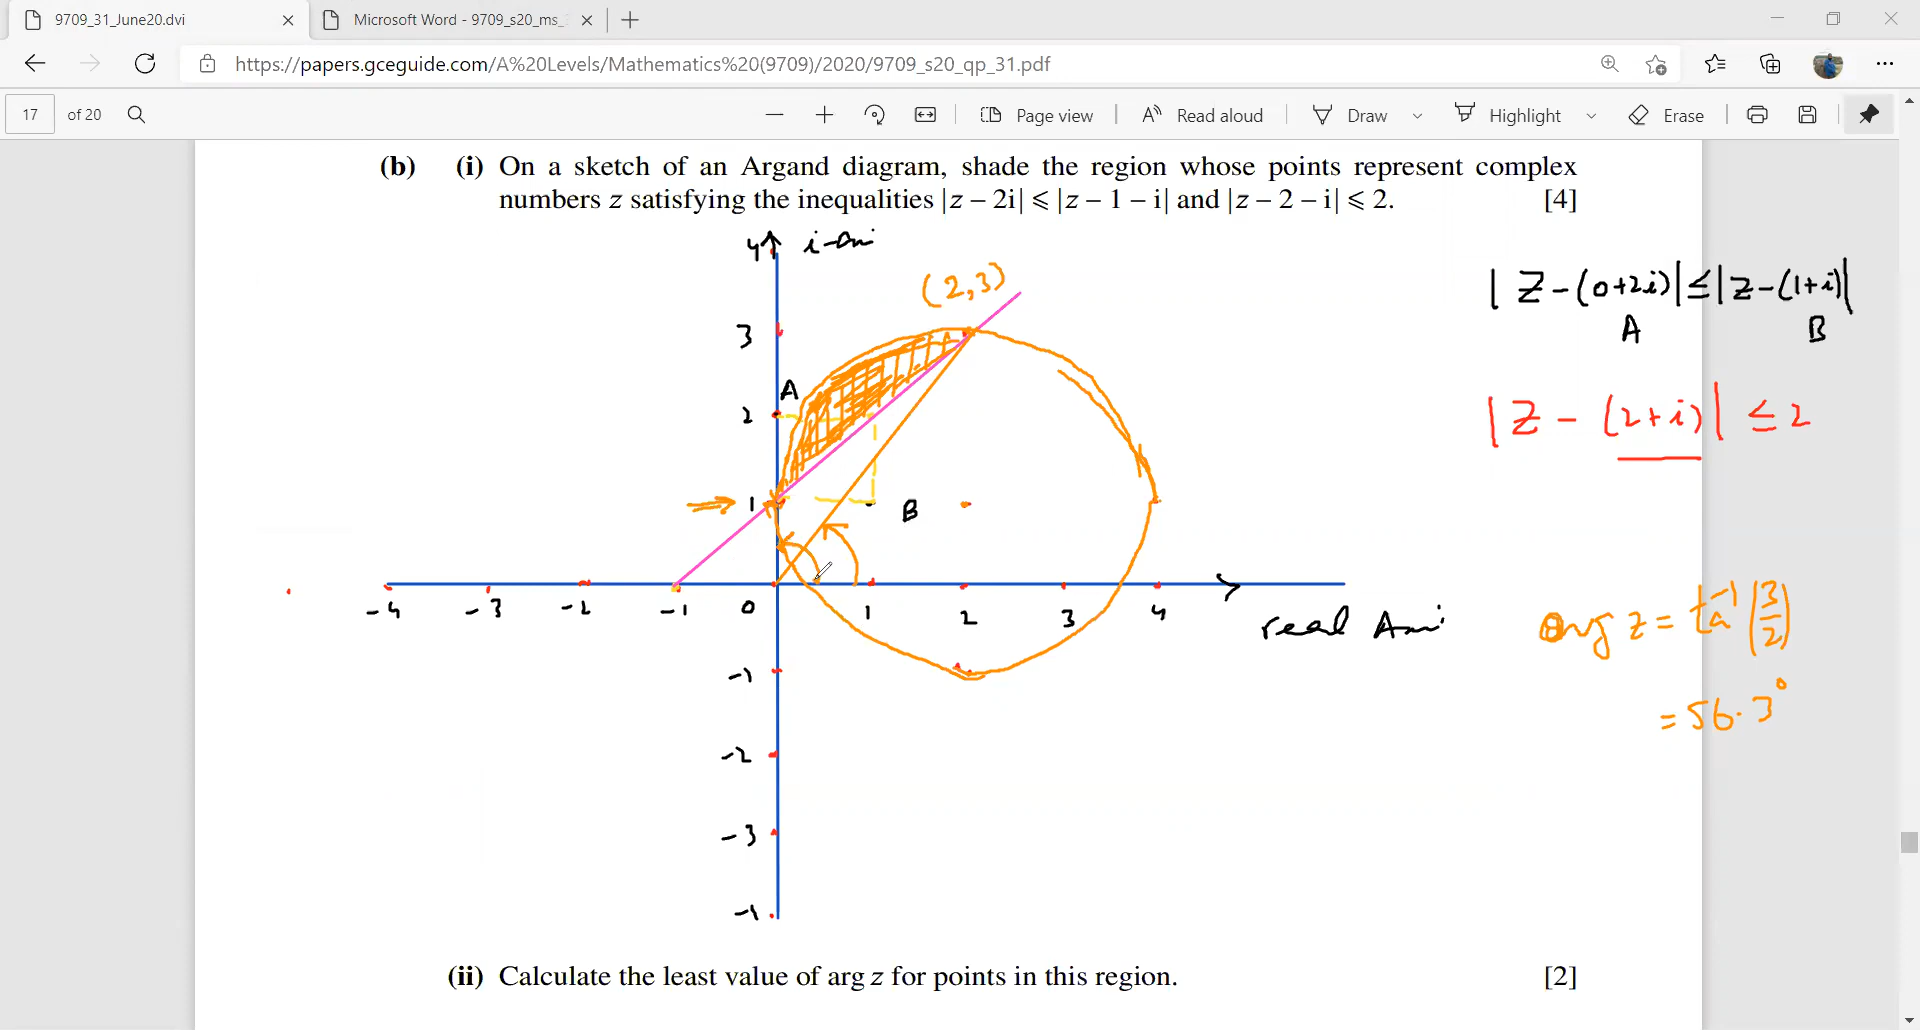 9709_31_June20.dvi
Microsoft Word - 9709_s20_ms_3
https://papers.gceguide.com/A%20Levels/Mathematics%20(9709)/2020/9709_s20_qp_31.pdf
17 of 20
Page view
Read aloud
Draw
Highlight
Erase
(b) (i) On a sketch of an Argand diagram, shade the region whose points represent complex
numbers z satisfying the inequalities |z − 2i| ⩽ |z − 1 − i| and |z − 2 − i| ⩽ 2. [4]
4
(2,3)
|Z-(0+2i)| ≤ |z-(1+i)|
A B
3
A
2
|Z - (2+i)| ≤ 2
1
B
-4 -3 -2 -1 0 1 2 3 4
real Axi
arg z = tan⁻¹(3/2)
= 56.3°
-1
-2
-3
-4
(ii) Calculate the least value of arg z for points in this region. [2]